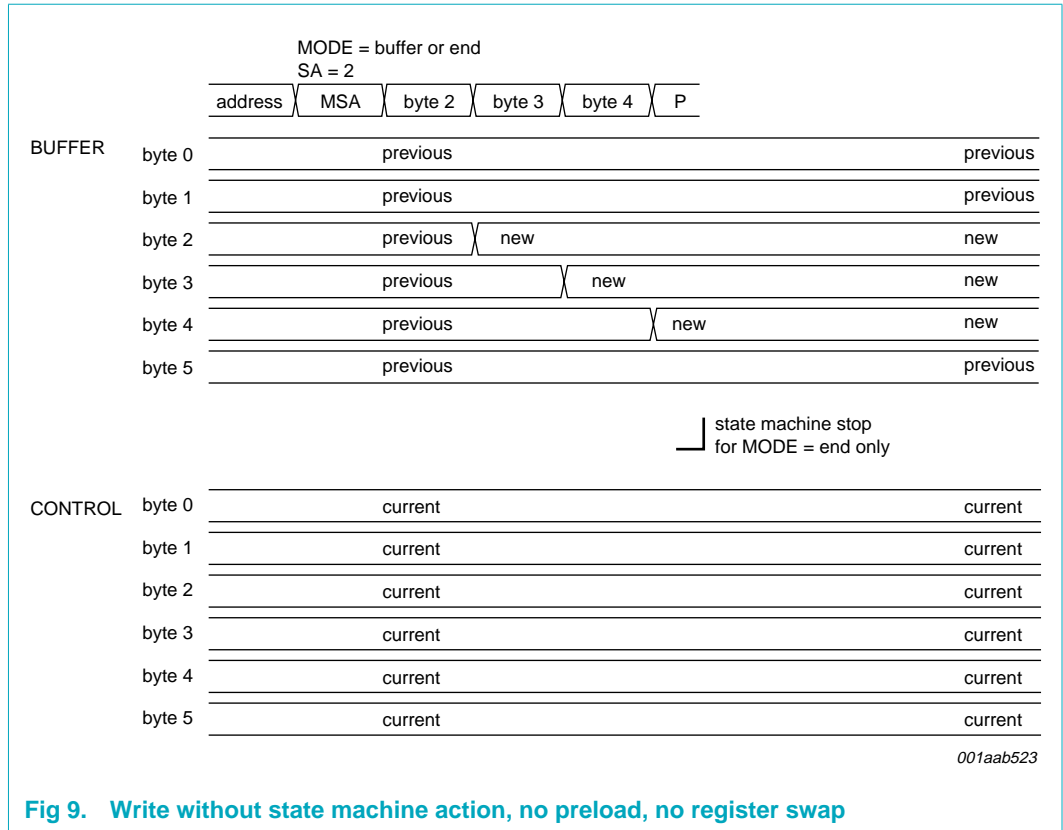 MODE = buffer or end
SA = 2
address MSA byte 2 byte 3 byte 4 P
BUFFER byte 0 previous previous
byte 1 previous previous
byte 2 previous new new
byte 3 previous new new
byte 4 previous new new
byte 5 previous previous
state machine stop
for MODE = end only
CONTROL byte 0 current current
byte 1 current current
byte 2 current current
byte 3 current current
byte 4 current current
byte 5 current current
001aab523
Fig 9. Write without state machine action, no preload, no register swap